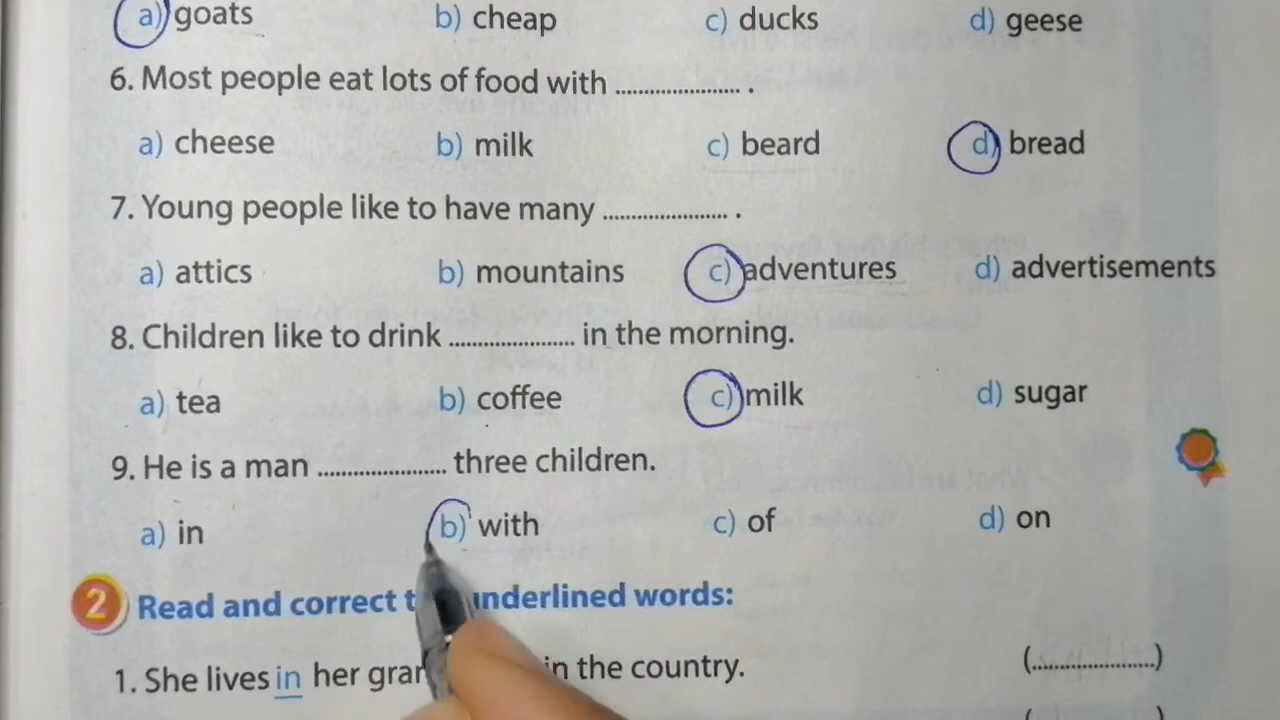 a) goats b) cheap c) ducks d) geese
6. Most people eat lots of food with ...................... .
a) cheese b) milk c) beard d) bread
7. Young people like to have many ...................... .
a) attics b) mountains c) adventures d) advertisements
8. Children like to drink ...................... in the morning.
a) tea b) coffee c) milk d) sugar
9. He is a man ...................... three children.
a) in b) with c) of d) on
2 Read and correct underlined words:
1. She lives in her in the country. (......................)